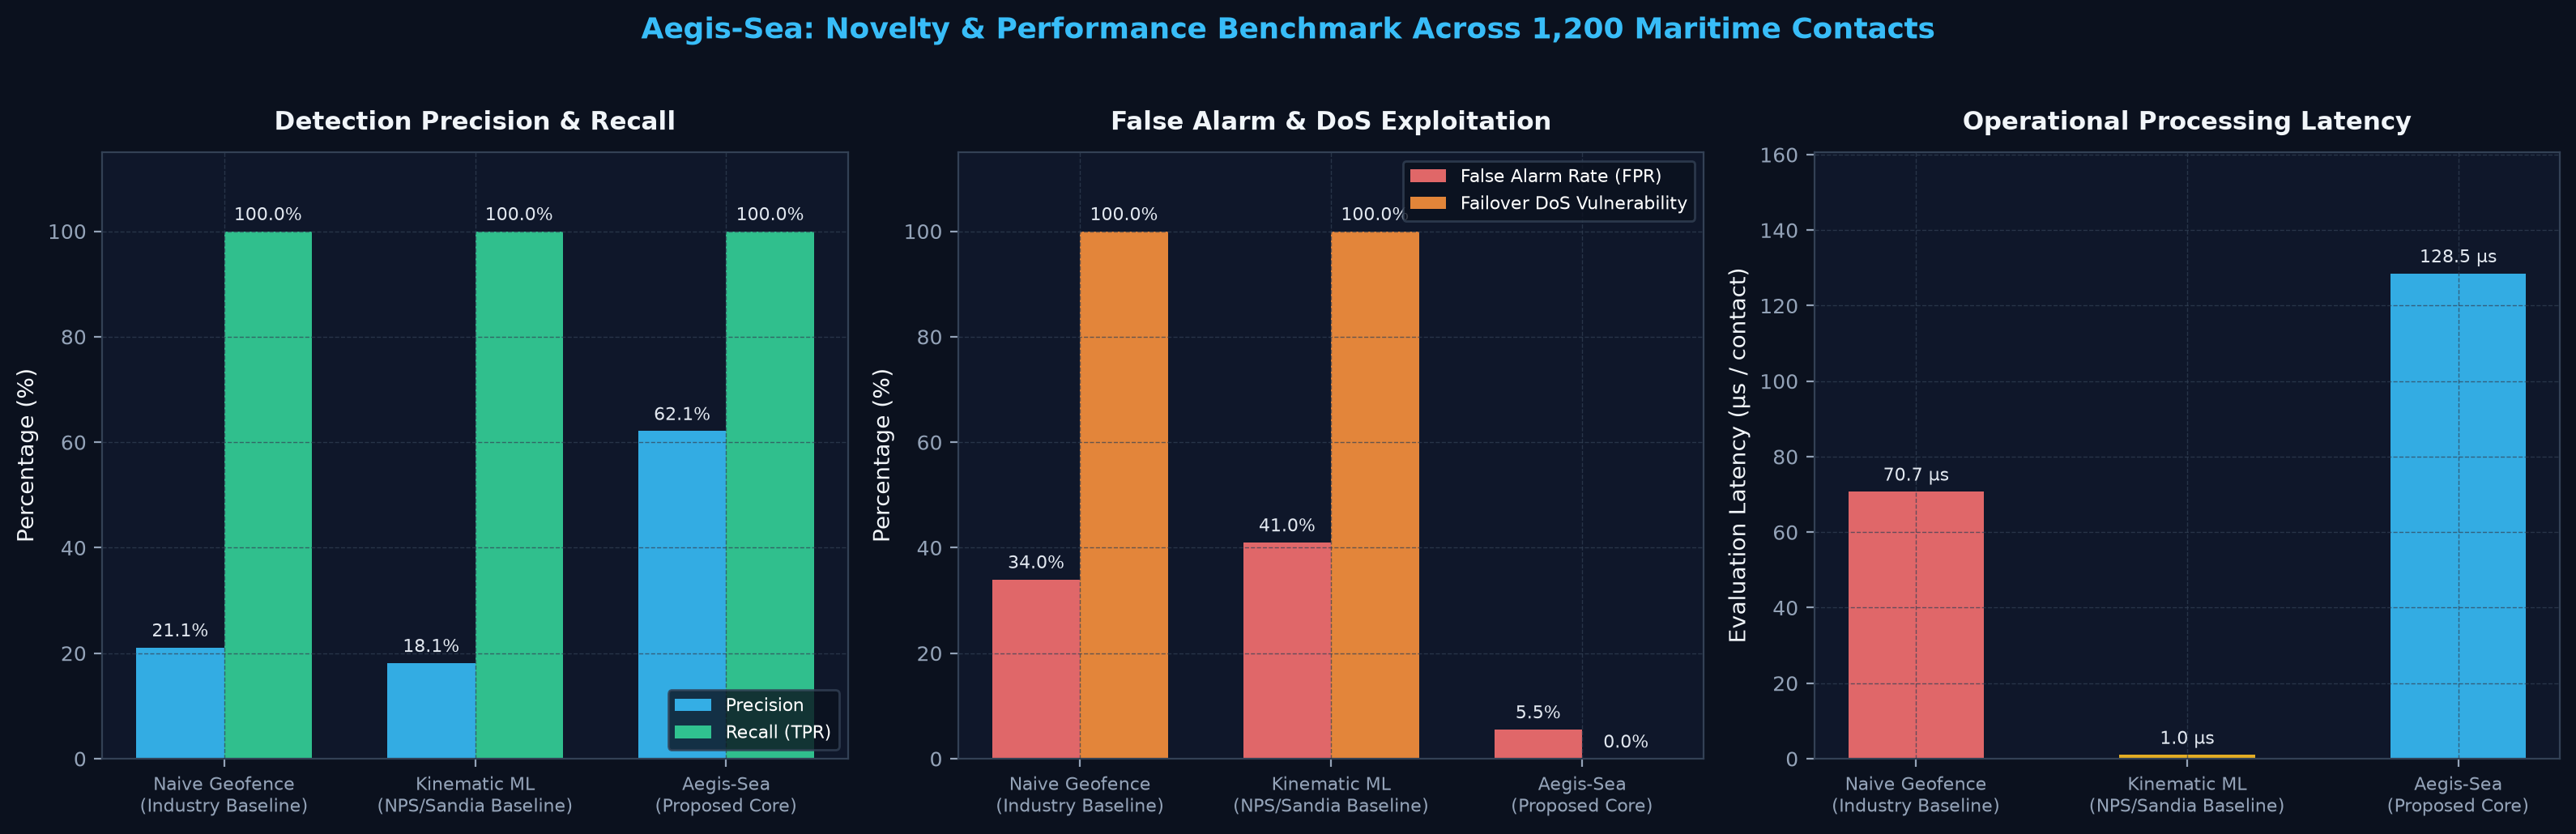 Aegis-Sea: Novelty & Performance Benchmark Across 1,200 Maritime Contacts
Detection Precision & Recall
Percentage (%)
100
80
60
40
20
0
21.1%
100.0%
18.1%
100.0%
62.1%
100.0%
Precision
Recall (TPR)
Naive Geofence
(Industry Baseline)
Kinematic ML
(NPS/Sandia Baseline)
Aegis-Sea
(Proposed Core)
False Alarm & DoS Exploitation
Percentage (%)
100
80
60
40
20
0
34.0%
100.0%
41.0%
100.0%
5.5%
0.0%
False Alarm Rate (FPR)
Failover DoS Vulnerability
Naive Geofence
(Industry Baseline)
Kinematic ML
(NPS/Sandia Baseline)
Aegis-Sea
(Proposed Core)
Operational Processing Latency
Evaluation Latency (µs / contact)
160
140
120
100
80
60
40
20
0
70.7 µs
1.0 µs
128.5 µs
Naive Geofence
(Industry Baseline)
Kinematic ML
(NPS/Sandia Baseline)
Aegis-Sea
(Proposed Core)